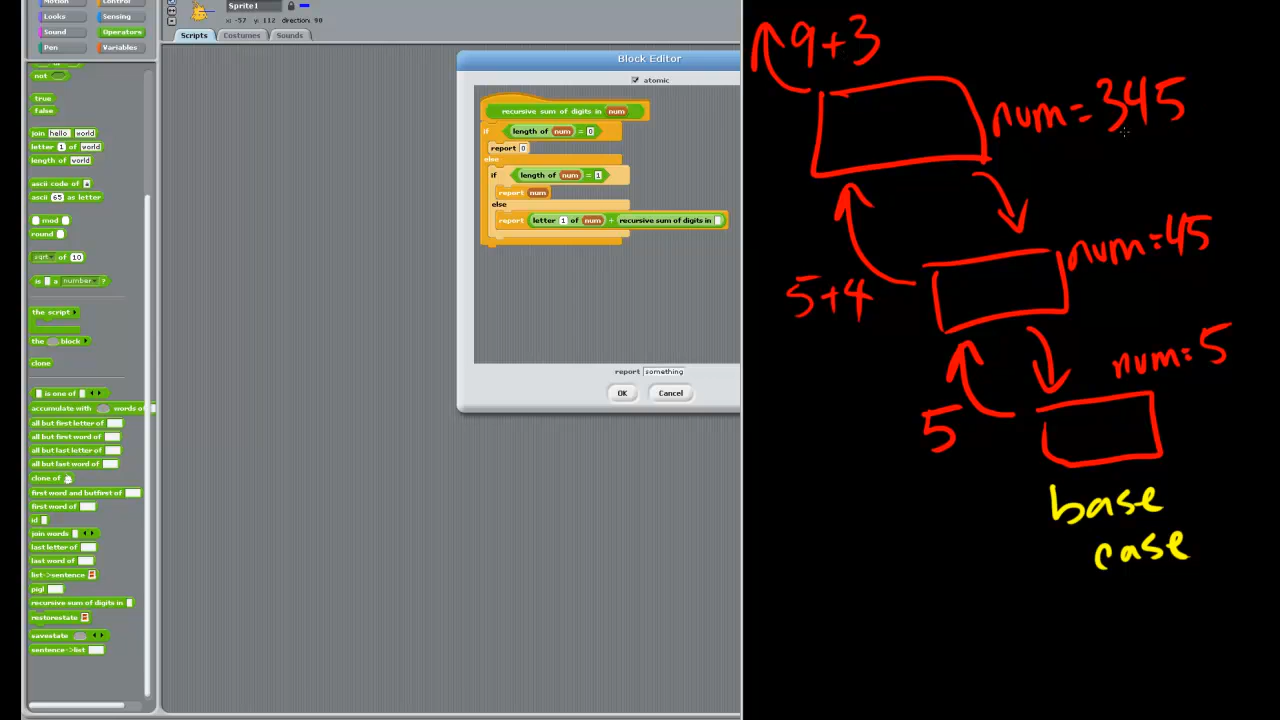 Motion Control
Looks Sensing
Sound Operators
Pen Variables
not
true
false
join hello world
letter 1 of world
length of world
ascii code of a
ascii 65 as letter
mod
round
sqrt of 10
is a number ?
the script
the block
clone
is one of
accumulate with words of
all but first letter of
all but first word of
all but last letter of
all but last word of
clone of
first word and butfirst of
first word of
id
join words
last letter of
last word of
list->sentence
pigl
recursive sum of digits in
restorestate
savestate
sentence->list
Sprite1
x: -57 y: 112 direction: 90
Scripts Costumes Sounds
Block Editor
atomic
recursive sum of digits in num
if length of num = 0
report 0
else
if length of num = 1
report num
else
report letter 1 of num + recursive sum of digits in
report something
OK Cancel
9+3
num=345
num=45
5+4
num=5
5
base
case